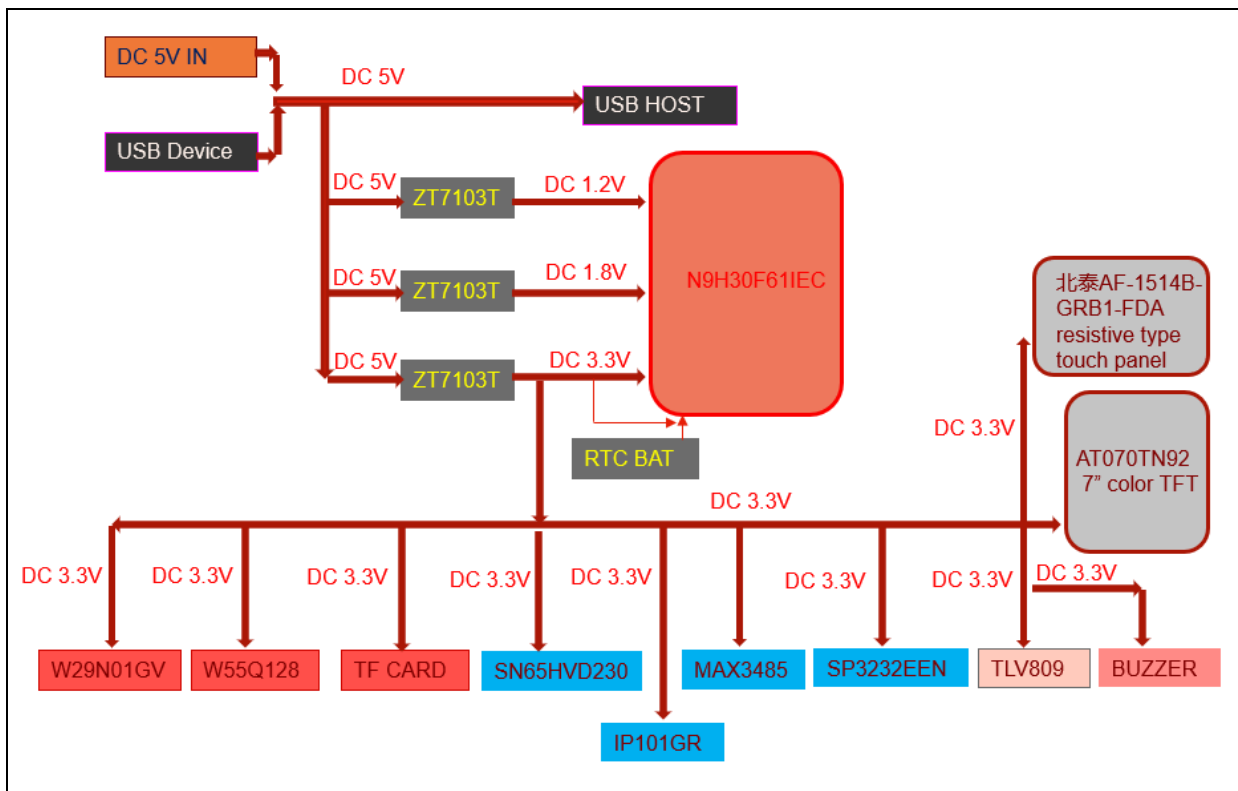 DC 5V IN
DC 5V
USB HOST
USB Device
DC 5V
ZT7103T
DC 1.2V
DC 5V
ZT7103T
DC 1.8V
N9H30F61IEC
北泰AF-1514B-
GRB1-FDA
resistive type
touch panel
DC 5V
ZT7103T
DC 3.3V
RTC BAT
DC 3.3V
AT070TN92
7” color TFT
DC 3.3V
DC 3.3V
DC 3.3V
DC 3.3V
DC 3.3V
DC 3.3V
DC 3.3V
DC 3.3V
DC 3.3V
W29N01GV
W55Q128
TF CARD
SN65HVD230
MAX3485
SP3232EEN
TLV809
BUZZER
IP101GR